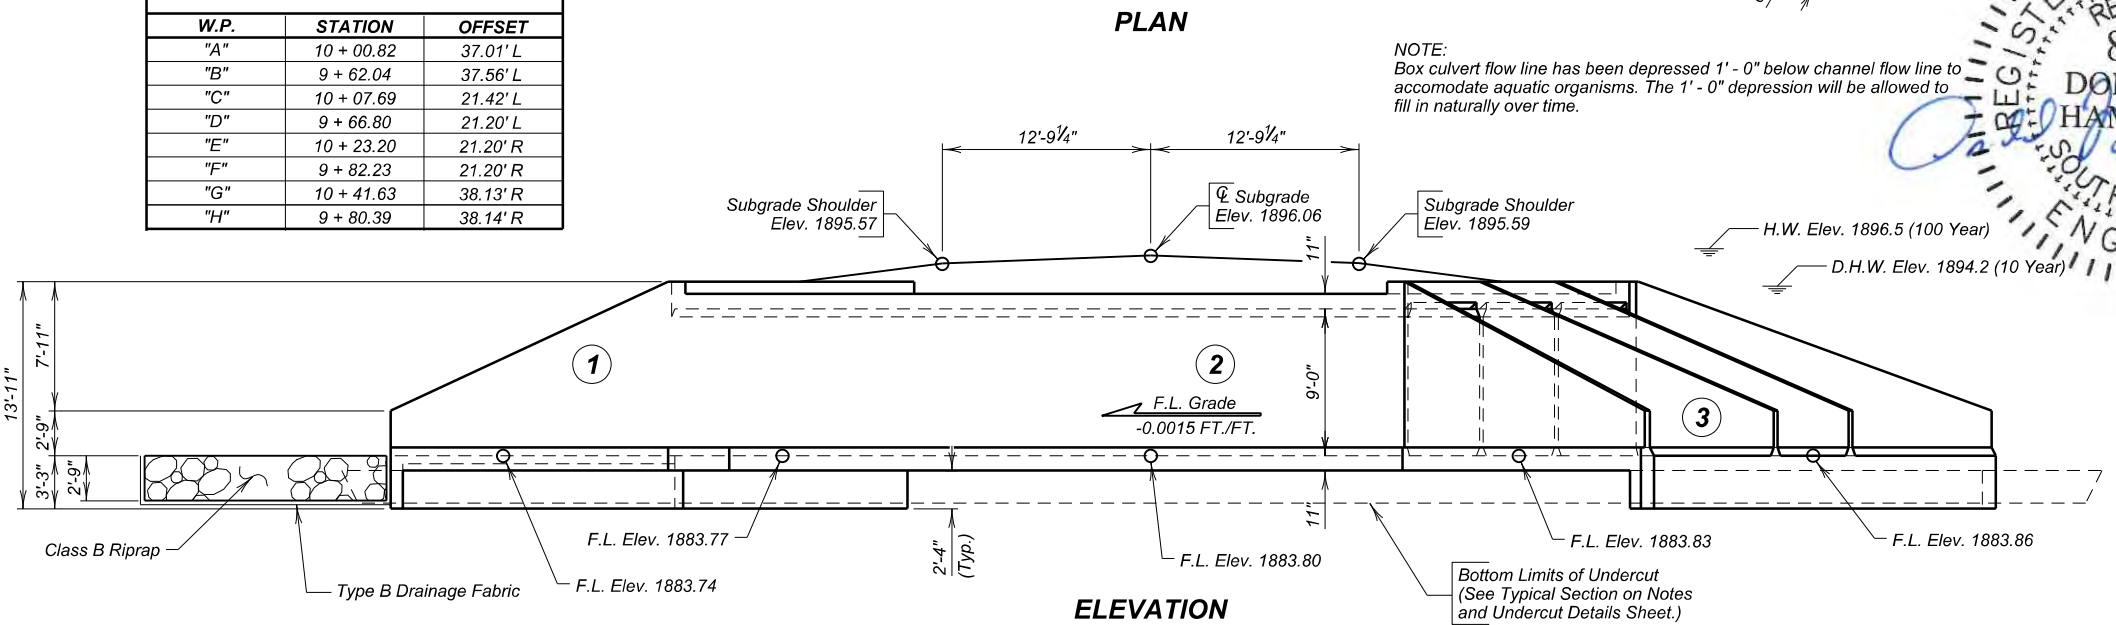 PLAN
W.P. STATION OFFSET
"A" 10 + 00.82 37.01' L
"B" 9 + 62.04 37.56' L
"C" 10 + 07.69 21.42' L
"D" 9 + 66.80 21.20' L
"E" 10 + 23.20 21.20' R
"F" 9 + 82.23 21.20' R
"G" 10 + 41.63 38.13' R
"H" 9 + 80.39 38.14' R
NOTE:
Box culvert flow line has been depressed 1' - 0" below channel flow line to
accomodate aquatic organisms. The 1' - 0" depression will be allowed to
fill in naturally over time.
12'-9¼" 12'-9¼"
Subgrade Shoulder
Elev. 1895.57
℄ Subgrade
Elev. 1896.06
Subgrade Shoulder
Elev. 1895.59
H.W. Elev. 1896.5 (100 Year)
D.H.W. Elev. 1894.2 (10 Year)
11"
13'-11"
7'-11"
2'-9"
3'-3"
2'-9"
1
2
3
9'-0"
F.L. Grade
-0.0015 FT./FT.
11"
2'-4"
(Typ.)
Class B Riprap
Type B Drainage Fabric
F.L. Elev. 1883.74
F.L. Elev. 1883.77
F.L. Elev. 1883.80
F.L. Elev. 1883.83
F.L. Elev. 1883.86
Bottom Limits of Undercut
(See Typical Section on Notes
and Undercut Details Sheet.)
ELEVATION